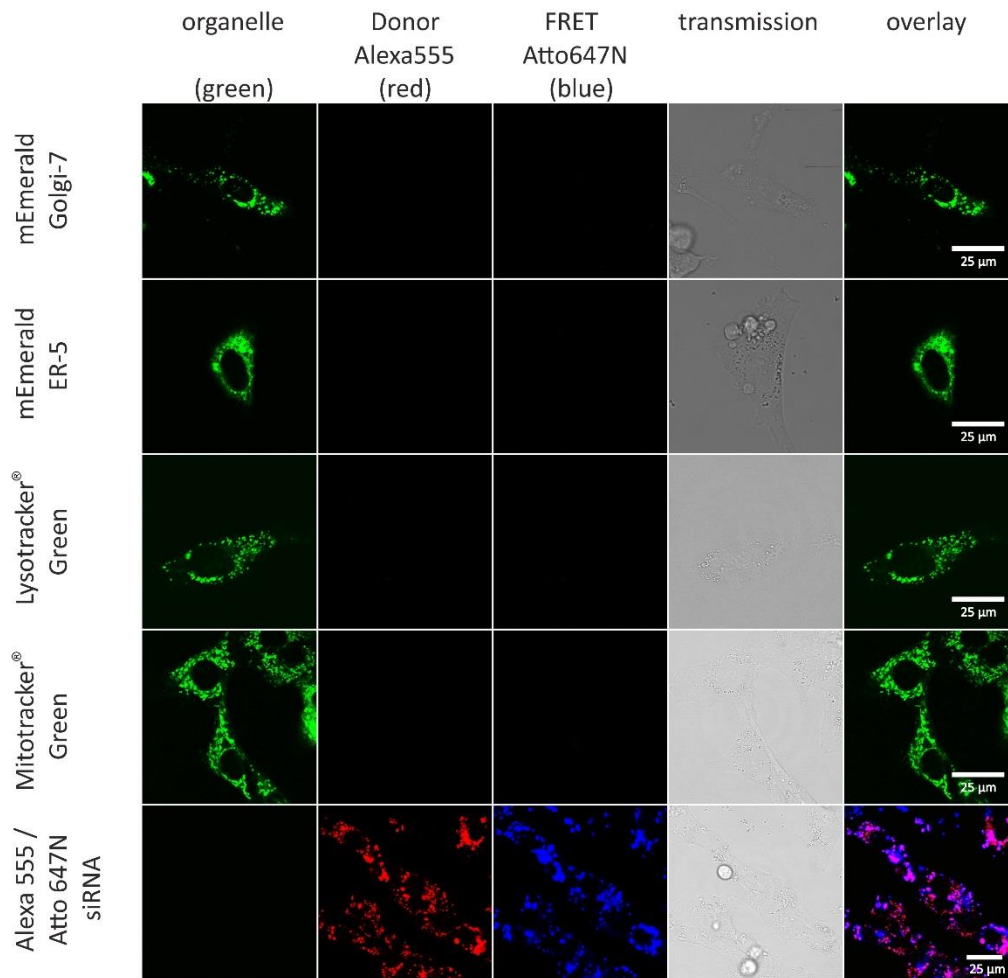 organelle Donor FRET transmission overlay
Alexa555 Atto647N
(green) (red) (blue)
mEmerald
Golgi-7
25 µm
mEmerald
ER-5
25 µm
Lysotracker®
Green
25 µm
Mitotracker®
Green
25 µm
Alexa 555 /
Atto 647N
siRNA
25 µm